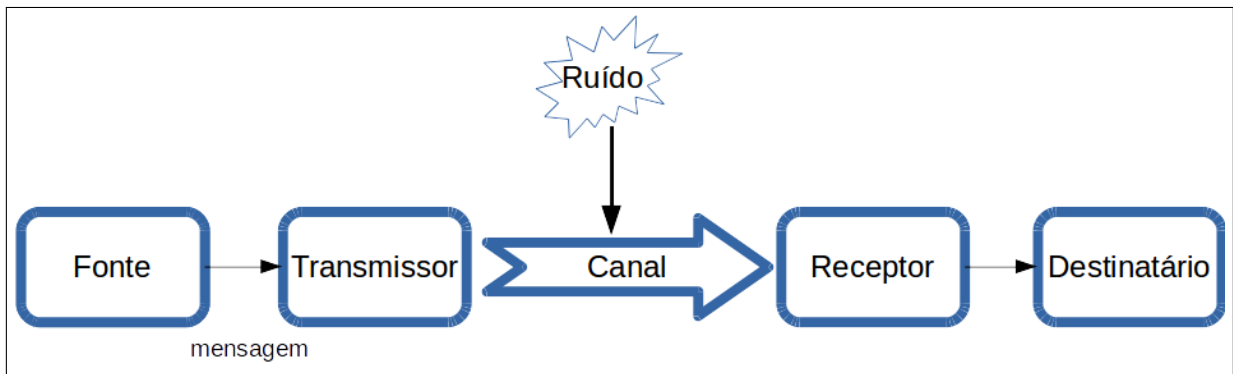 Ruído
Fonte
Transmissor
Canal
Receptor
Destinatário
mensagem